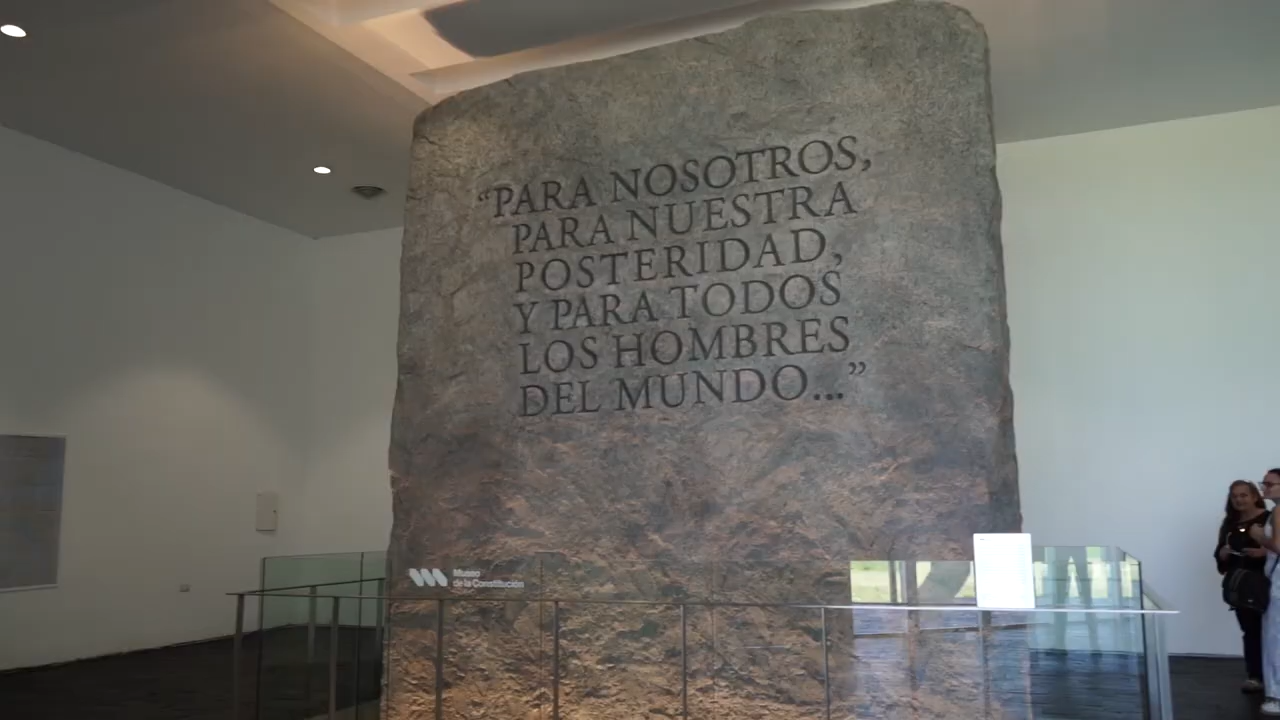 “PARA NOSOTROS,
PARA NUESTRA
POSTERIDAD,
Y PARA TODOS
LOS HOMBRES
DEL MUNDO...”
Museo
de la Constitución